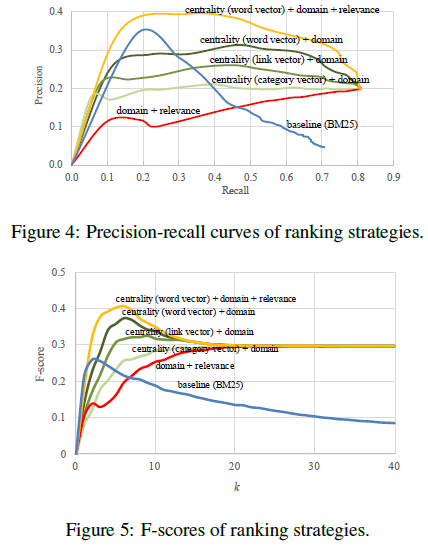 0.4
0.3
0.2
0.1
0.0
Precision
centrality (word vector) + domain + relevance
centrality (word vector) + domain
centrality (link vector) + domain
centrality (category vector) + domain
domain + relevance
baseline (BM25)
0.0 0.1 0.2 0.3 0.4 0.5 0.6 0.7 0.8 0.9
Recall
Figure 4: Precision-recall curves of ranking strategies.
0.5
0.4
0.3
0.2
0.1
0
F-score
centrality (word vector) + domain + relevance
centrality (word vector) + domain
centrality (link vector) + domain
centrality (category vector) + domain
domain + relevance
baseline (BM25)
0 10 20 30 40
k
Figure 5: F-scores of ranking strategies.